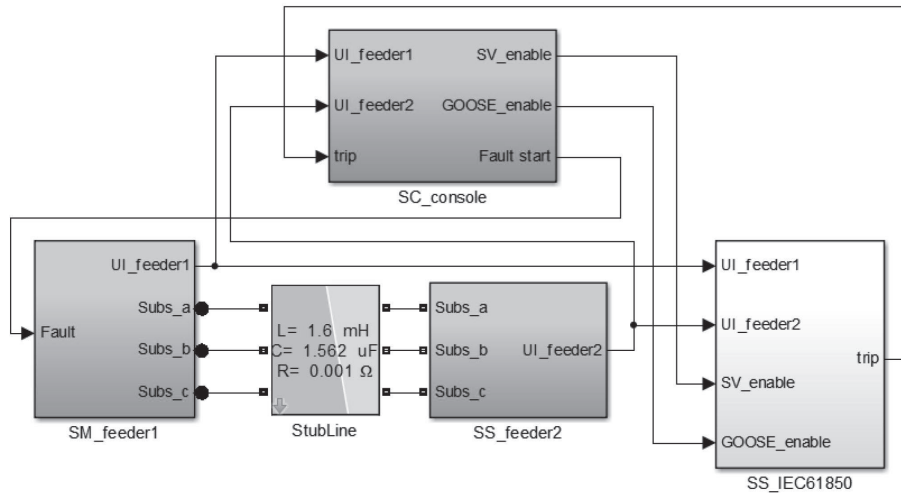 UI_feeder1
SV_enable
UI_feeder2
GOOSE_enable
trip
Fault start
SC_console
UI_feeder1
Subs_a
Fault
Subs_b
Subs_c
SM_feeder1
L= 1.6 mH
C= 1.562 uF
R= 0.001 Ω
StubLine
Subs_a
Subs_b
UI_feeder2
Subs_c
SS_feeder2
UI_feeder1
UI_feeder2
trip
SV_enable
GOOSE_enable
SS_IEC61850